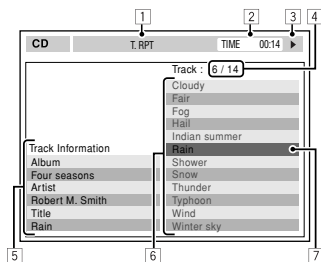 1 2 3 4
CD T. RPT TIME 00:14
Track : 6 / 14
Cloudy
Fair
Fog
Hail
Indian summer
Track Information Rain
Album Shower
Four seasons Snow
Artist Thunder
Robert M. Smith Typhoon
Title Wind
Rain Winter sky
5 6 7